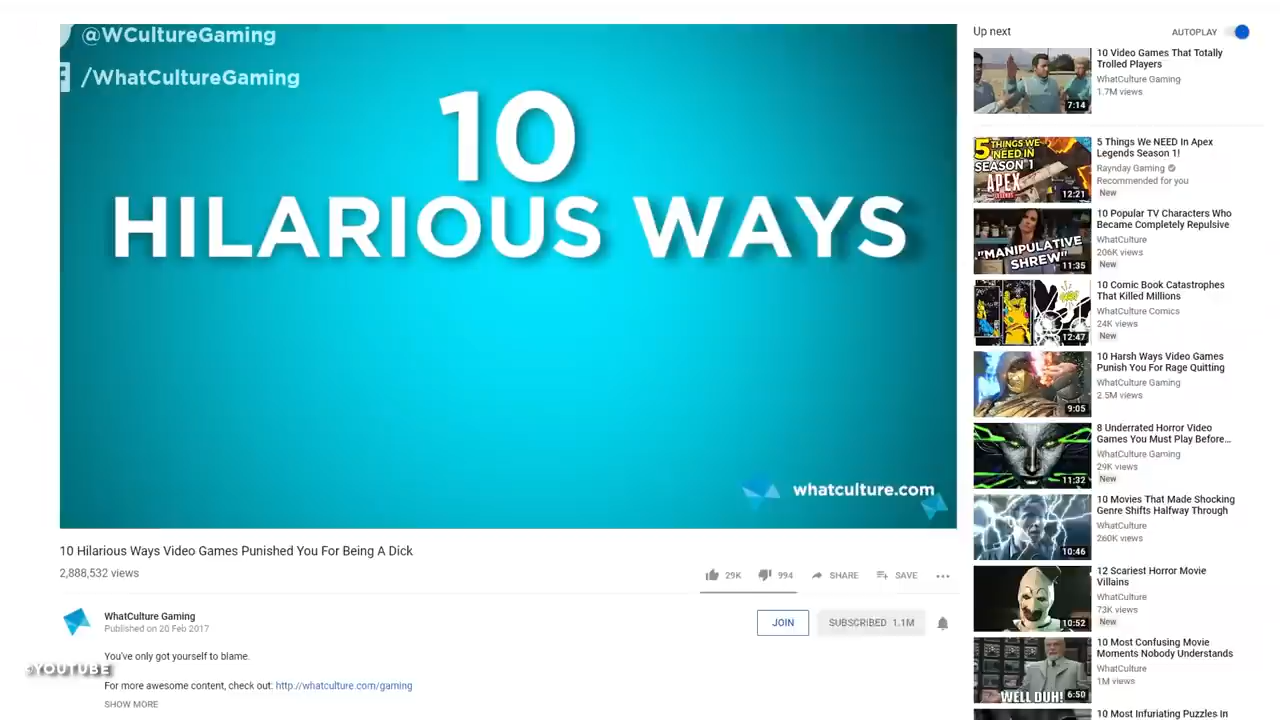 @WCultureGaming
/WhatCultureGaming
10
HILARIOUS WAYS
whatculture.com
10 Hilarious Ways Video Games Punished You For Being A Dick
2,888,532 views
29K
994
SHARE
SAVE
WhatCulture Gaming
Published on 20 Feb 2017
JOIN
SUBSCRIBED 1.1M
You've only got yourself to blame.
©YOUTUBE
For more awesome content, check out: http://whatculture.com/gaming
SHOW MORE
Up next
AUTOPLAY
10 Video Games That Totally
Trolled Players
WhatCulture Gaming
1.7M views
7:14
5 THINGS WE
NEED IN
SEASON 1
APEX
12:21
5 Things We NEED In Apex
Legends Season 1!
Raynday Gaming
Recommended for you
New
"MANIPULATIVE
SHREW"
11:35
10 Popular TV Characters Who
Became Completely Repulsive
WhatCulture
206K views
New
12:47
10 Comic Book Catastrophes
That Killed Millions
WhatCulture Comics
24K views
New
9:05
10 Harsh Ways Video Games
Punish You For Rage Quitting
WhatCulture Gaming
2.5M views
11:32
8 Underrated Horror Video
Games You Must Play Before...
WhatCulture Gaming
29K views
New
10:46
10 Movies That Made Shocking
Genre Shifts Halfway Through
WhatCulture
260K views
10:52
12 Scariest Horror Movie
Villains
WhatCulture
73K views
New
WELL DUH!
6:50
10 Most Confusing Movie
Moments Nobody Understands
WhatCulture
1M views
10 Most Infuriating Puzzles In